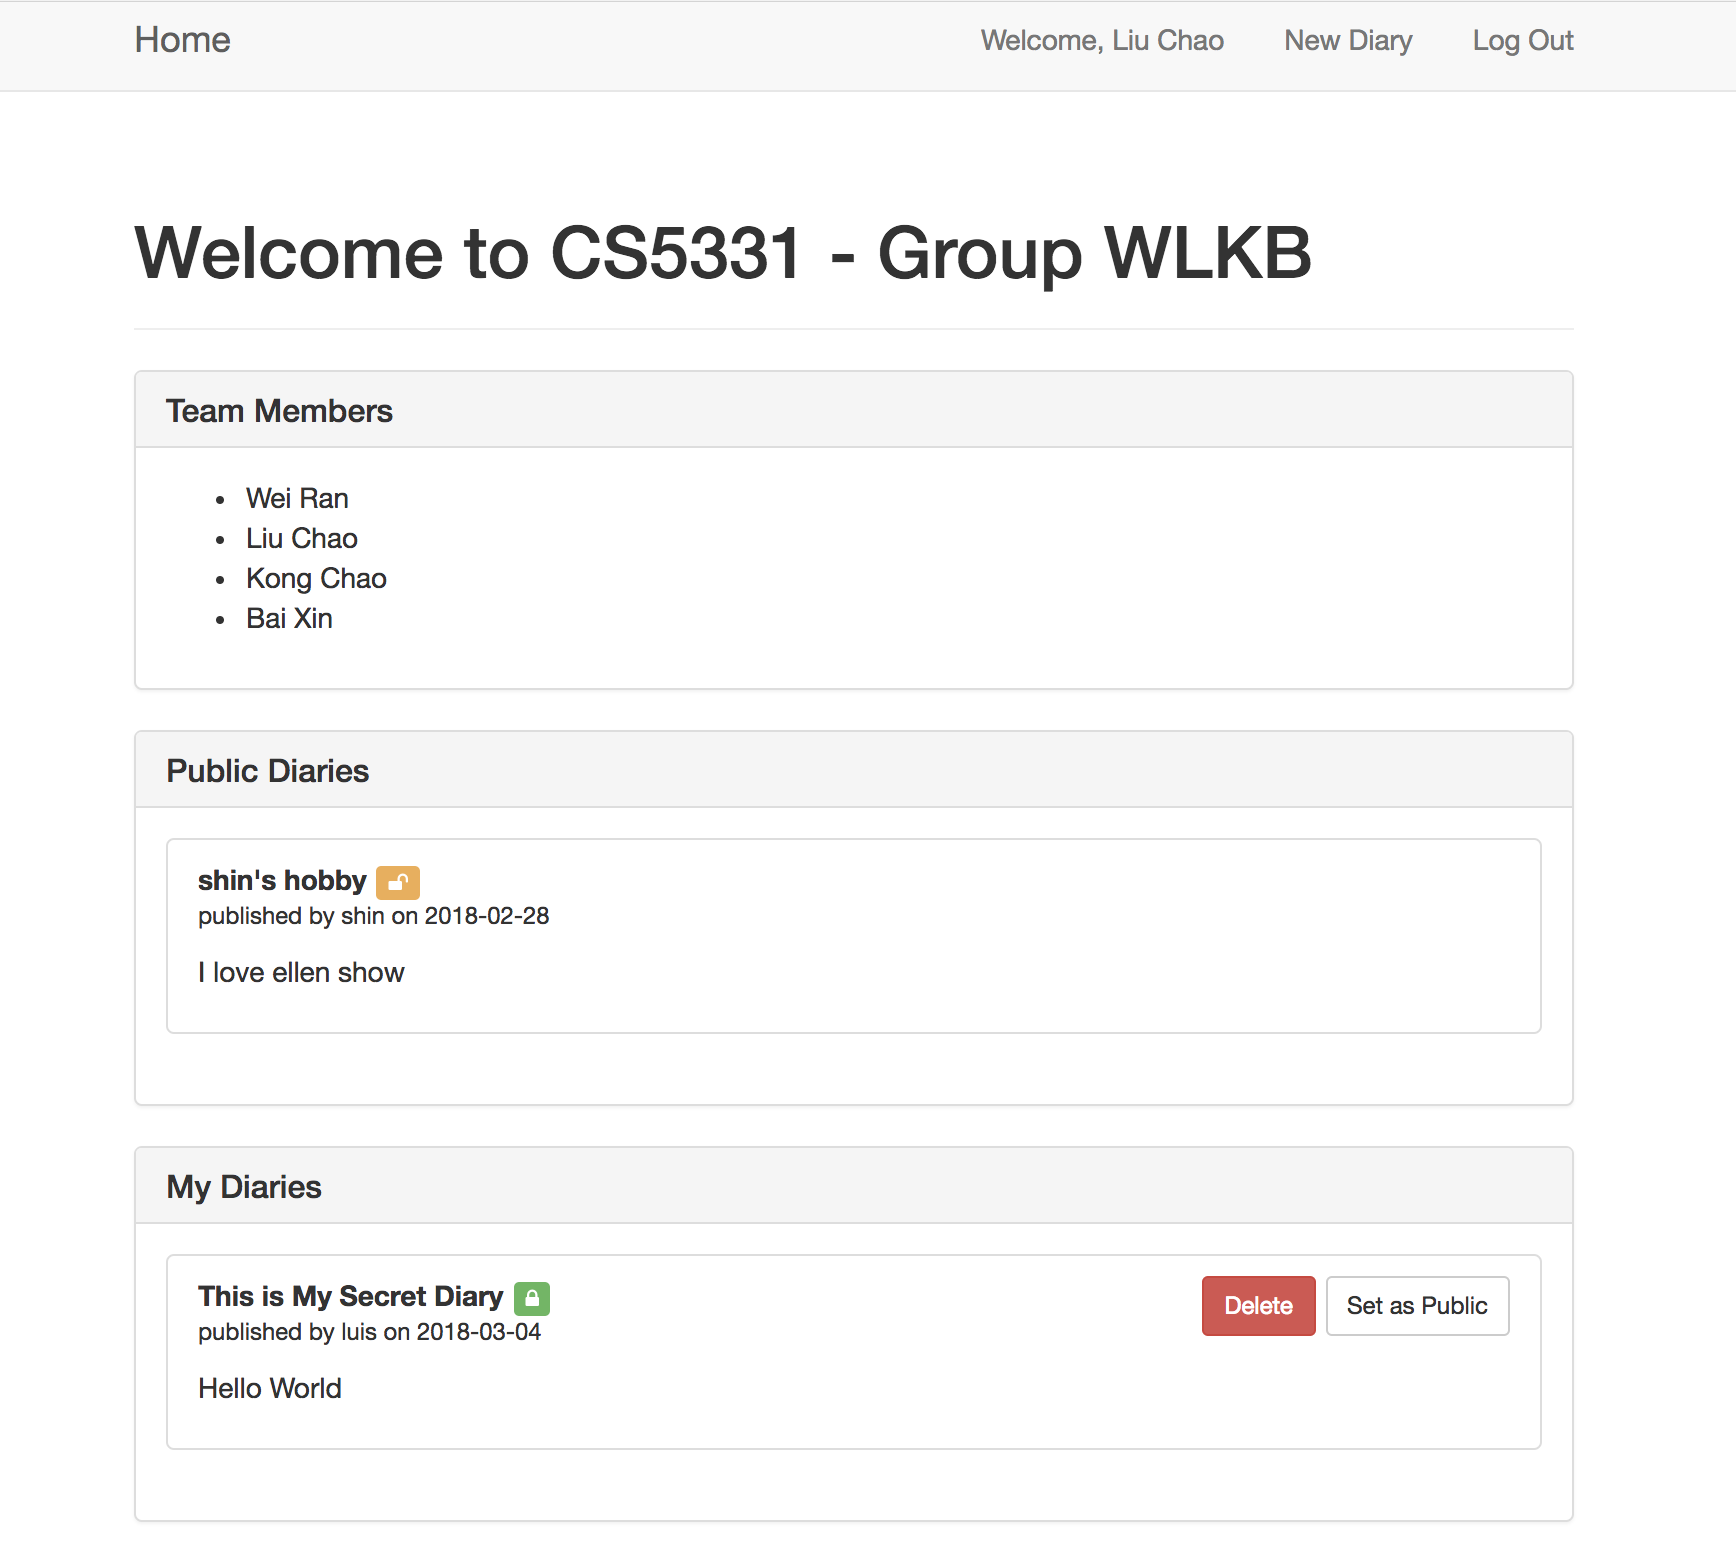 Home Welcome, Liu Chao New Diary Log Out
Welcome to CS5331 - Group WLKB
Team Members
Wei Ran
Liu Chao
Kong Chao
Bai Xin
Public Diaries
shin's hobby
published by shin on 2018-02-28
I love ellen show
My Diaries
This is My Secret Diary Delete Set as Public
published by luis on 2018-03-04
Hello World